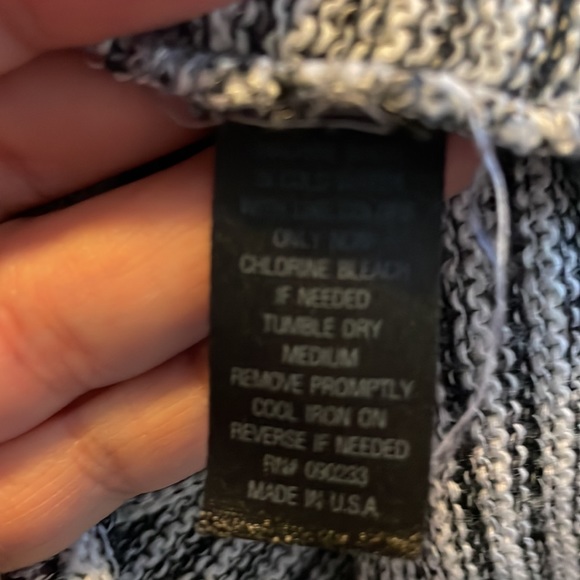 IN COLD WATER
WITH LIKE COLORS
ONLY NON-
CHLORINE BLEACH
IF NEEDED
TUMBLE DRY
MEDIUM
REMOVE PROMPTLY
COOL IRON ON
REVERSE IF NEEDED
RN# 090233
MADE IN U.S.A.